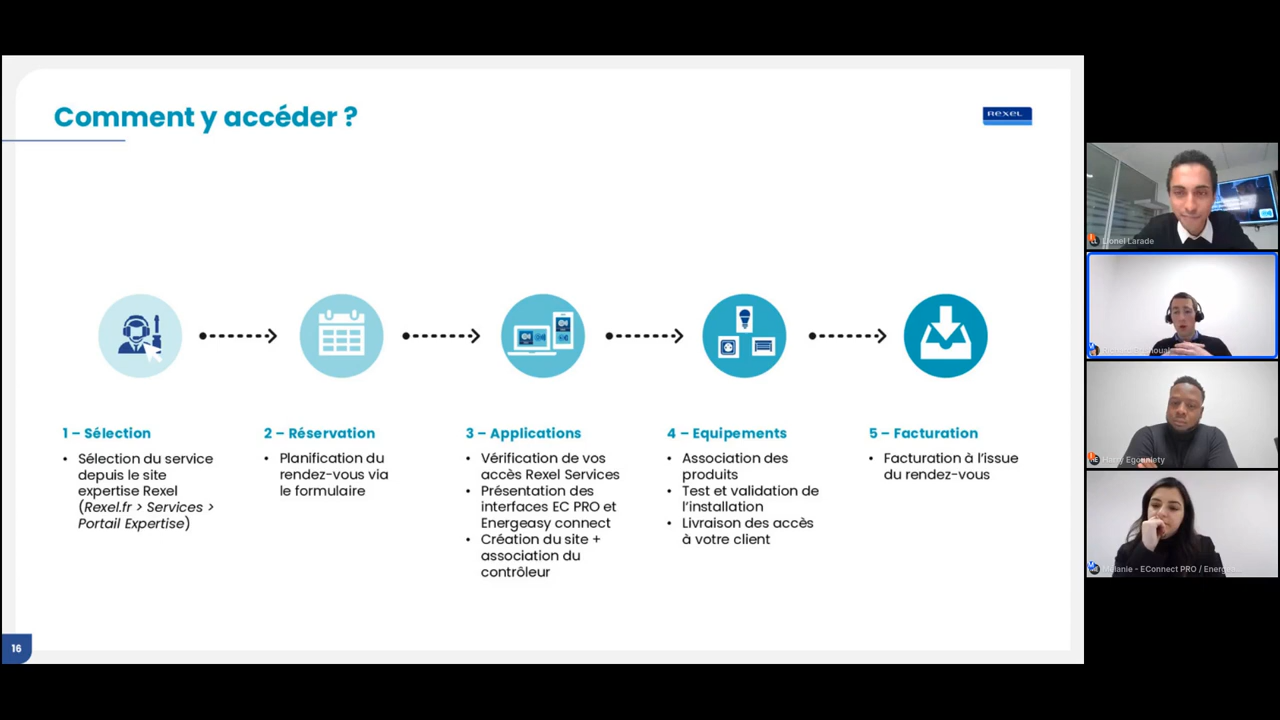 Comment y accéder ?
REXEL
1 – Sélection
• Sélection du service
depuis le site
expertise Rexel
(Rexel.fr > Services >
Portail Expertise)
2 – Réservation
• Planification du
rendez-vous via
le formulaire
3 – Applications
• Vérification de vos
accès Rexel Services
• Présentation des
interfaces EC PRO et
Energeasy connect
• Création du site +
association du
contrôleur
4 – Equipements
• Association des
produits
• Test et validation de
l’installation
• Livraison des accès
à votre client
5 – Facturation
• Facturation à l’issue
du rendez-vous
16
Lionel Larade
Harry
Mélanie - EConnect PRO /